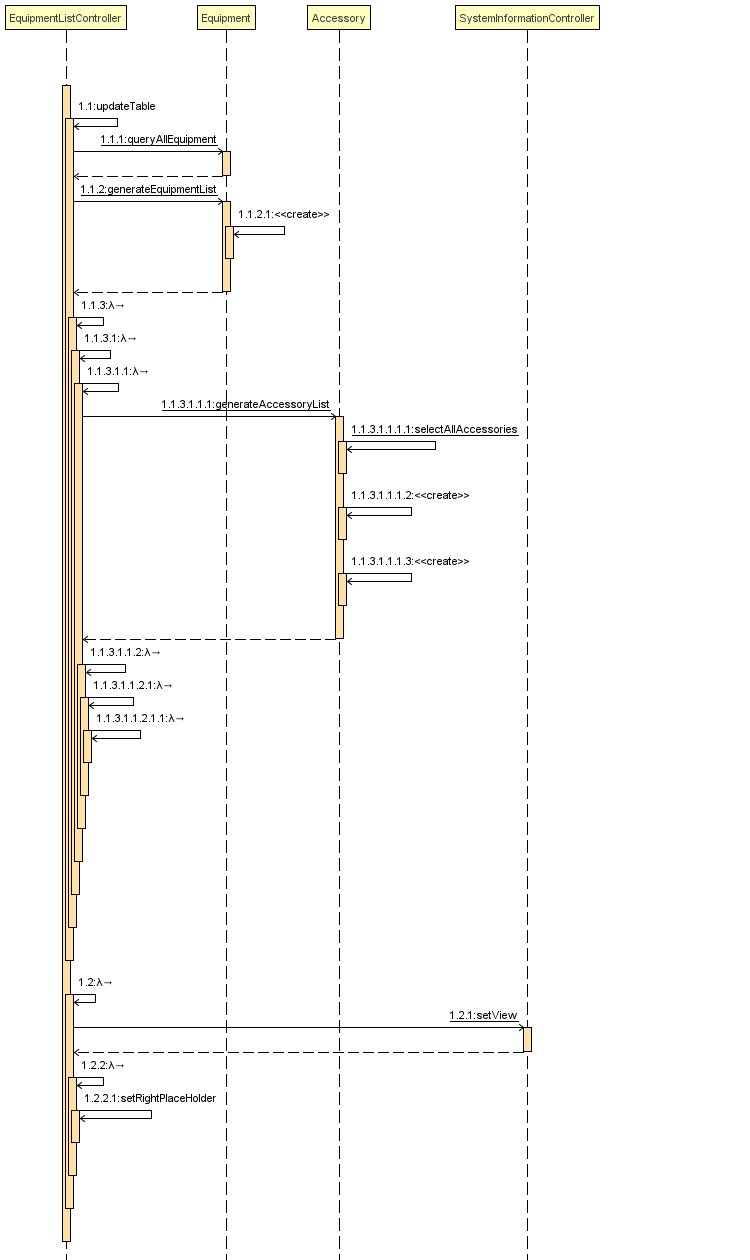 EquipmentListController
Equipment
Accessory
SystemInformationController
1.1:updateTable
1.1.1:queryAllEquipment
1.1.2:generateEquipmentList
1.1.2.1:<<create>>
1.1.3:λ→
1.1.3.1:λ→
1.1.3.1.1:λ→
1.1.3.1.1.1:generateAccessoryList
1.1.3.1.1.1.1:selectAllAccessories
1.1.3.1.1.1.2:<<create>>
1.1.3.1.1.1.3:<<create>>
1.1.3.1.1.2:λ→
1.1.3.1.1.2.1:λ→
1.1.3.1.1.2.1.1:λ→
1.2:λ→
1.2.1:setView
1.2.2:λ→
1.2.2.1:setRightPlaceHolder